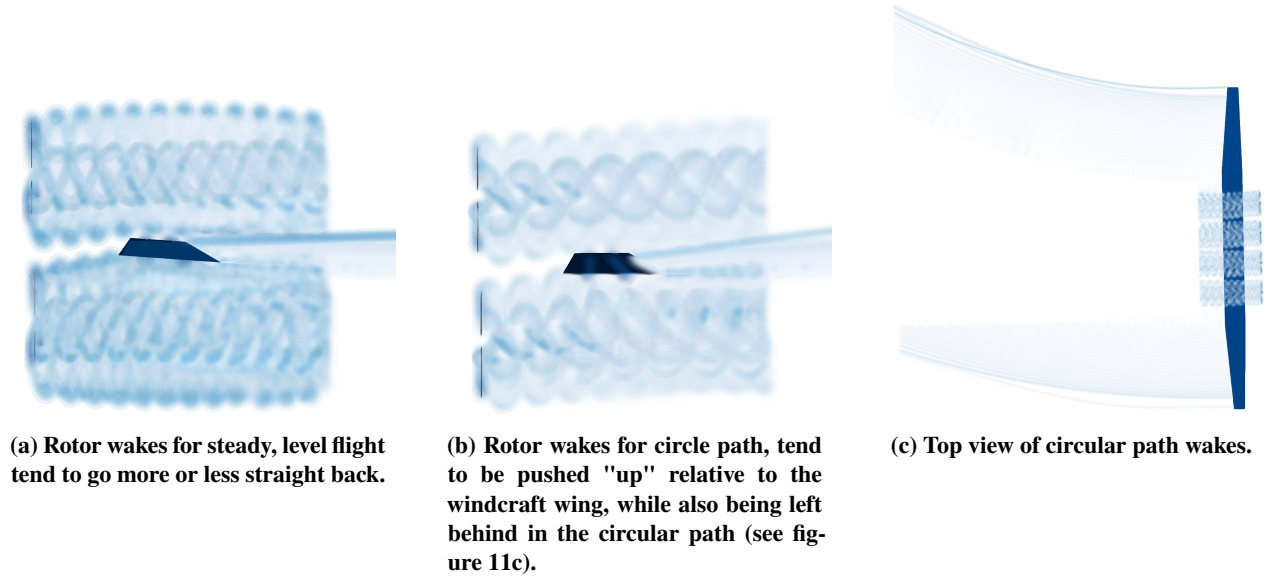 (a) Rotor wakes for steady, level flight
tend to go more or less straight back.
(b) Rotor wakes for circle path, tend
to be pushed "up" relative to the
windcraft wing, while also being left
behind in the circular path (see fig-
ure 11c).
(c) Top view of circular path wakes.